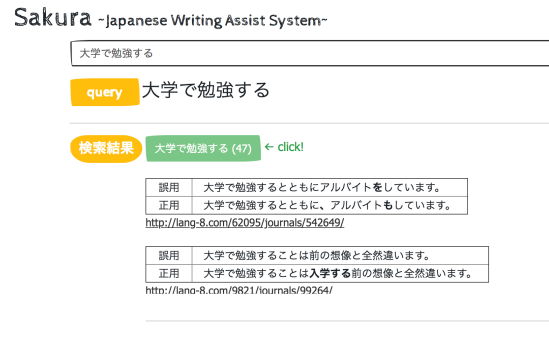 Sakura ~Japanese Writing Assist System~
大学で勉強する
query 大学で勉強する
検索結果 大学で勉強する (47) ← click!
誤用 大学で勉強するとともにアルバイトをしています。
正用 大学で勉強するとともに、アルバイトもしています。
http://lang-8.com/62095/journals/542649/
誤用 大学で勉強することは前の想像と全然違います。
正用 大学で勉強することは入学する前の想像と全然違います。
http://lang-8.com/9821/journals/99264/